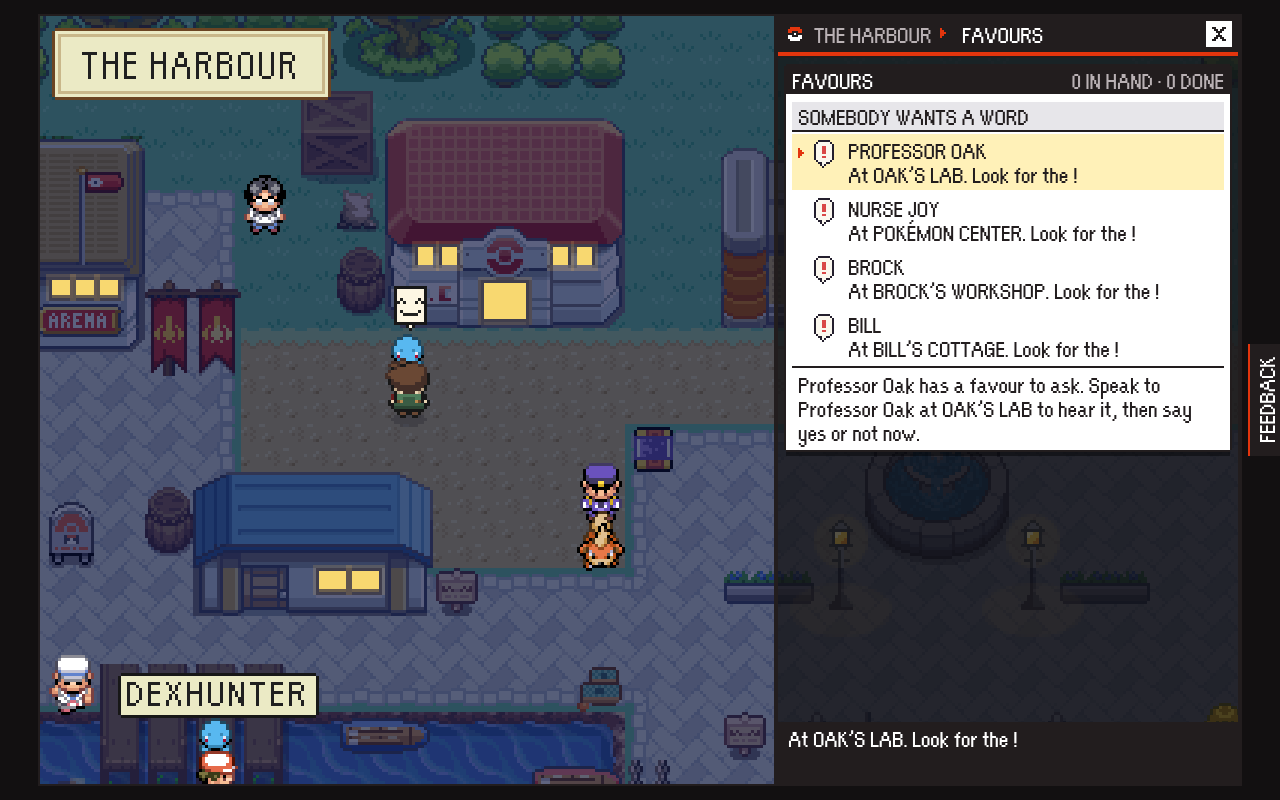 THE HARBOUR
ARENA
P.C
DEXHUNTER
THE HARBOUR FAVOURS X
FAVOURS 0 IN HAND · 0 DONE
SOMEBODY WANTS A WORD
PROFESSOR OAK
At OAK'S LAB. Look for the !
NURSE JOY
At POKÉMON CENTER. Look for the !
BROCK
At BROCK'S WORKSHOP. Look for the !
BILL
At BILL'S COTTAGE. Look for the !
Professor Oak has a favour to ask. Speak to
Professor Oak at OAK'S LAB to hear it, then say
yes or not now.
At OAK'S LAB. Look for the !
FEEDBACK